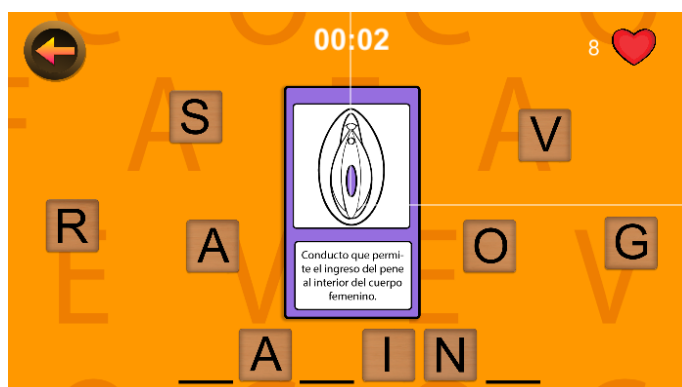 00:02
8
S
V
R
A
O
G
Conducto que permi-
te el ingreso del pene
al interior del cuerpo
femenino.
_ A _ I N _